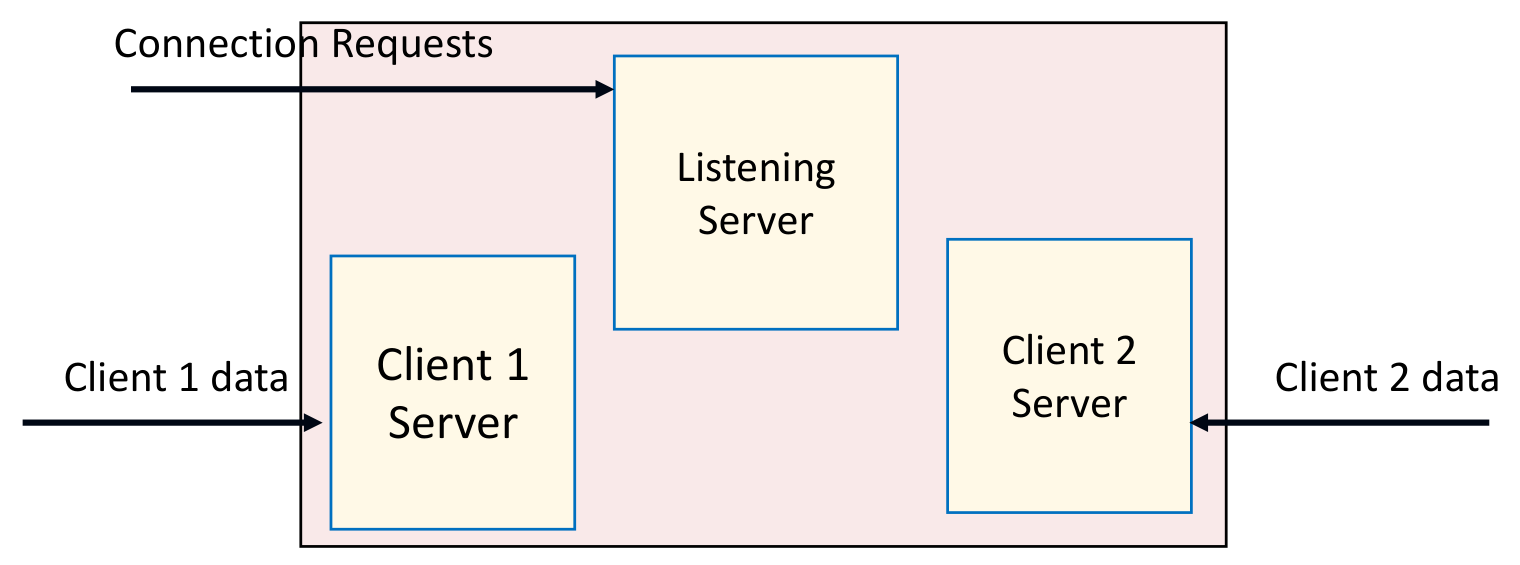 Connection Requests
Listening
Server
Client 1 data
Client 1
Server
Client 2
Server
Client 2 data